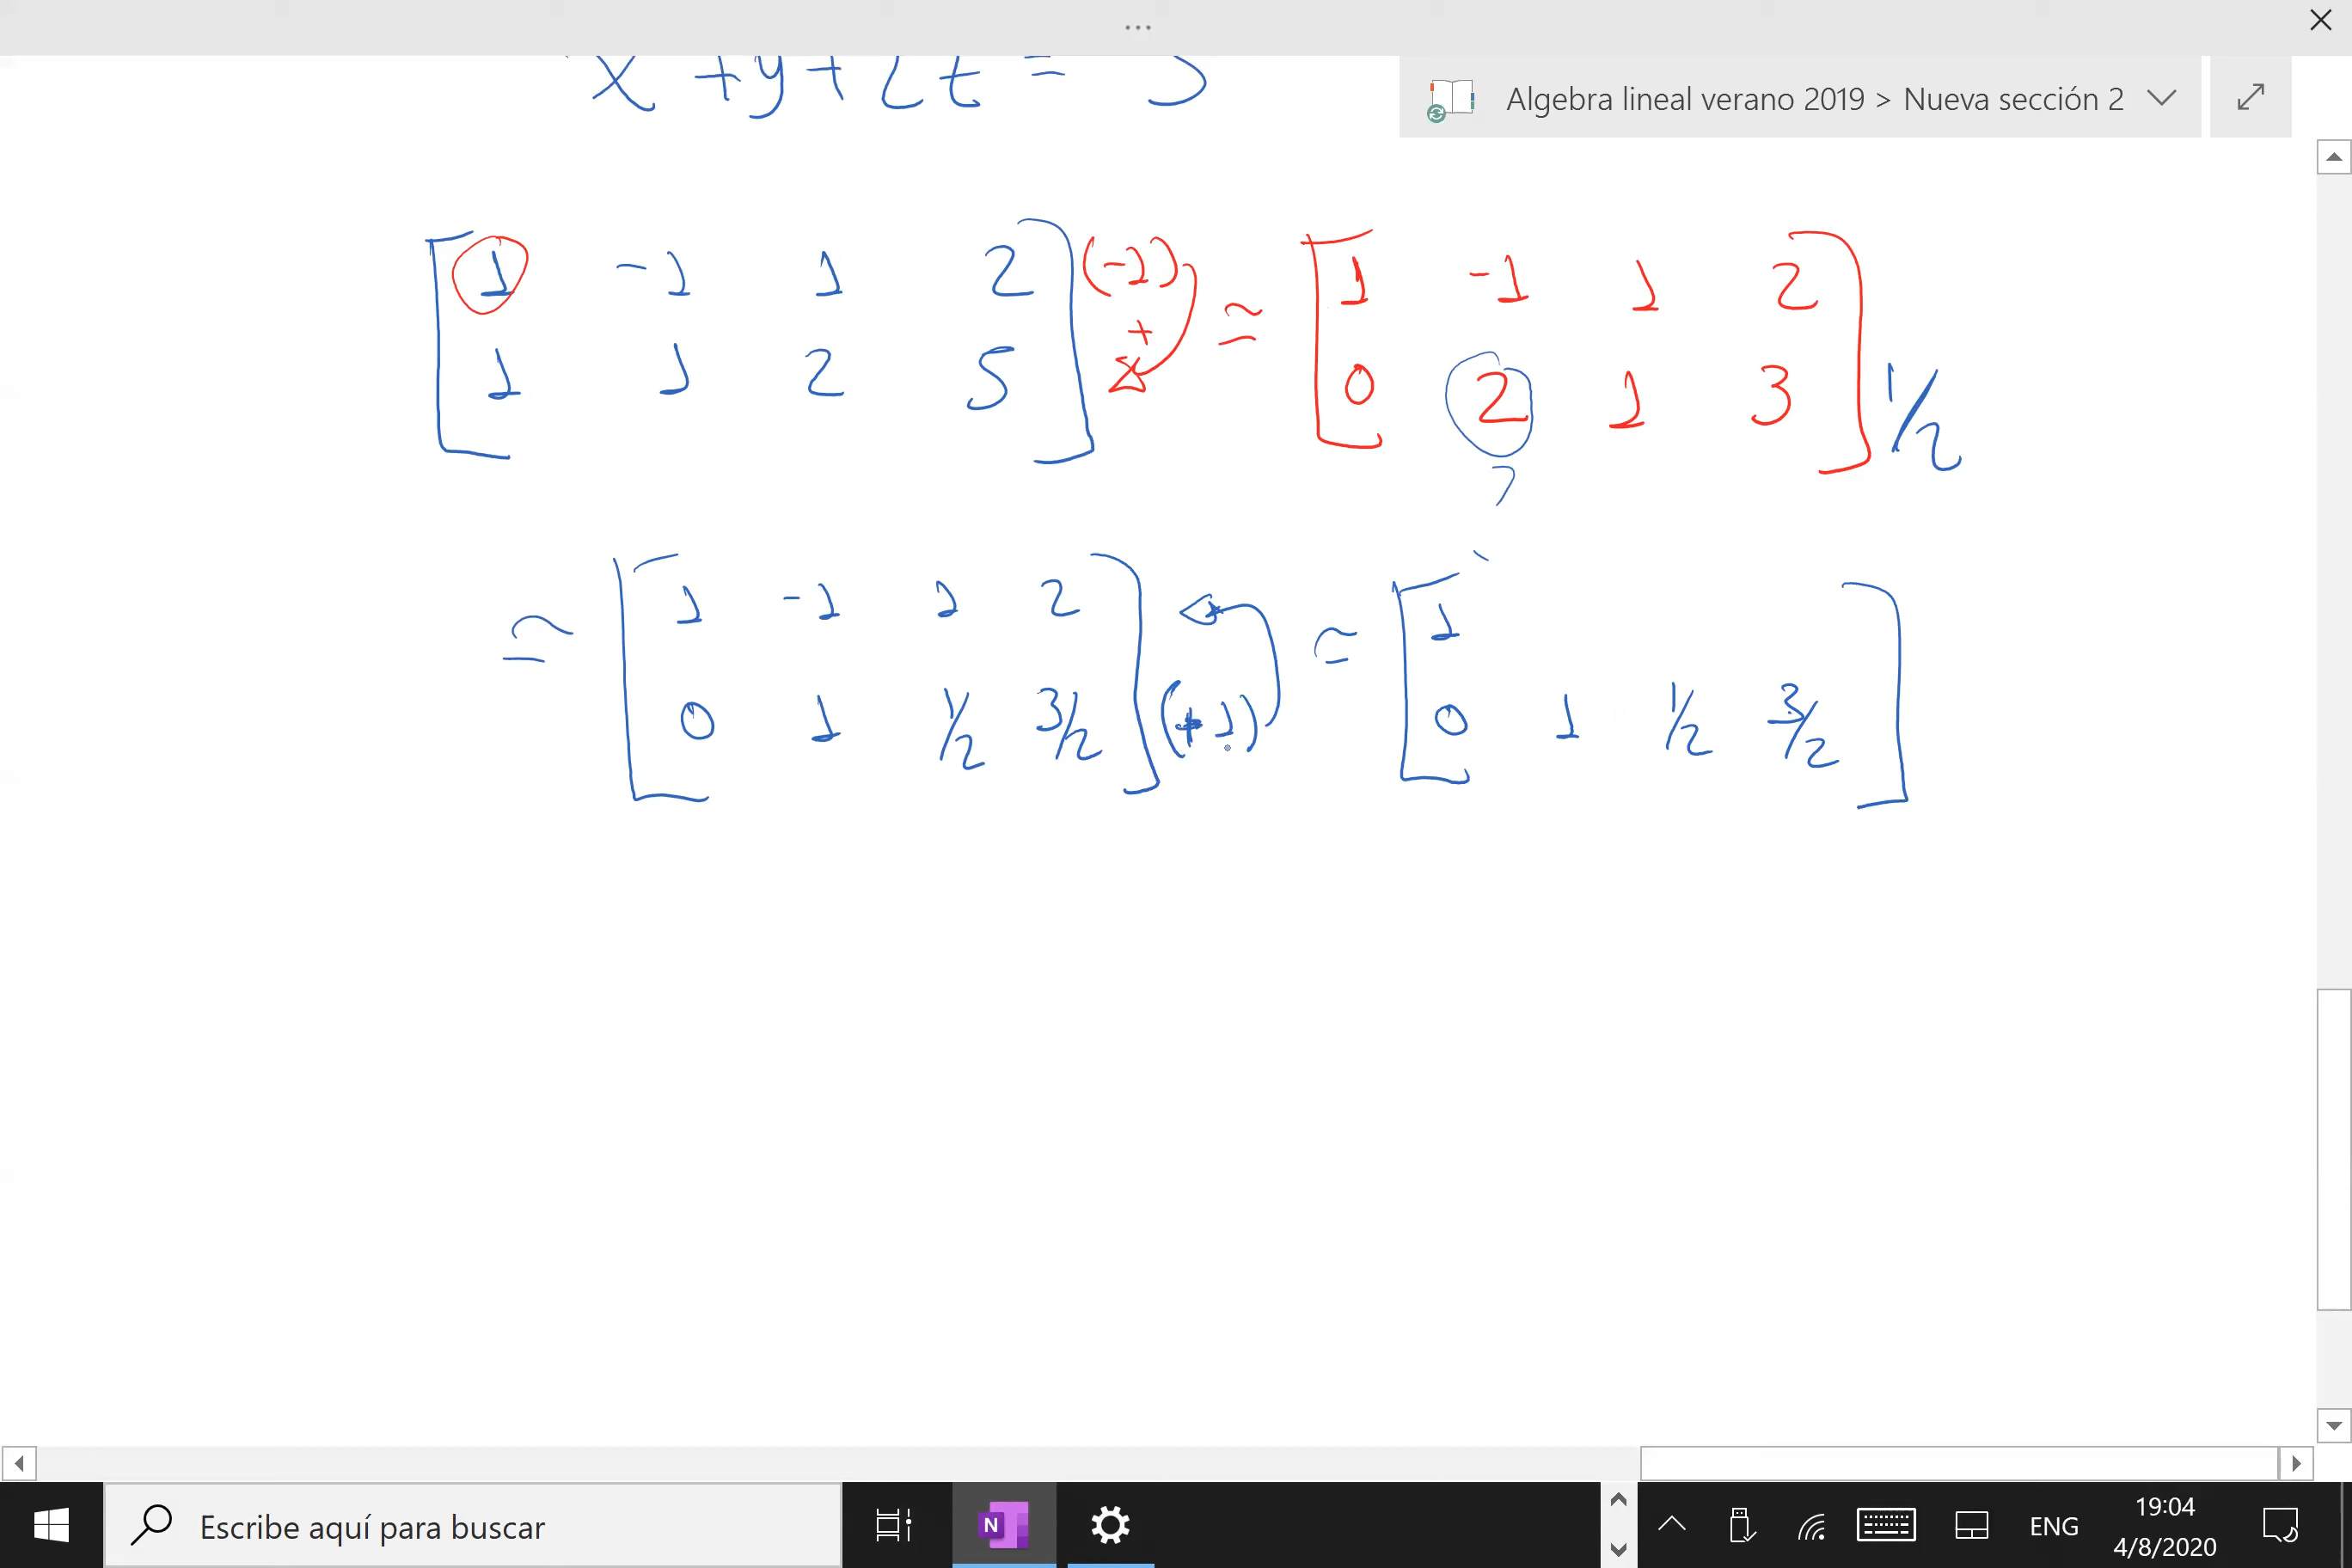 ...
x + y + 2z = 5
Algebra lineal verano 2019 > Nueva sección 2
1 -1 1 2 (-1) ≃ 1 -1 1 2
1 1 2 5 + 0 2 1 3 1/2
≃ 1 -1 1 2 ≃ 1
0 1 1/2 3/2 (+1) 0 1 1/2 3/2
Escribe aquí para buscar
N
ENG
19:04
4/8/2020